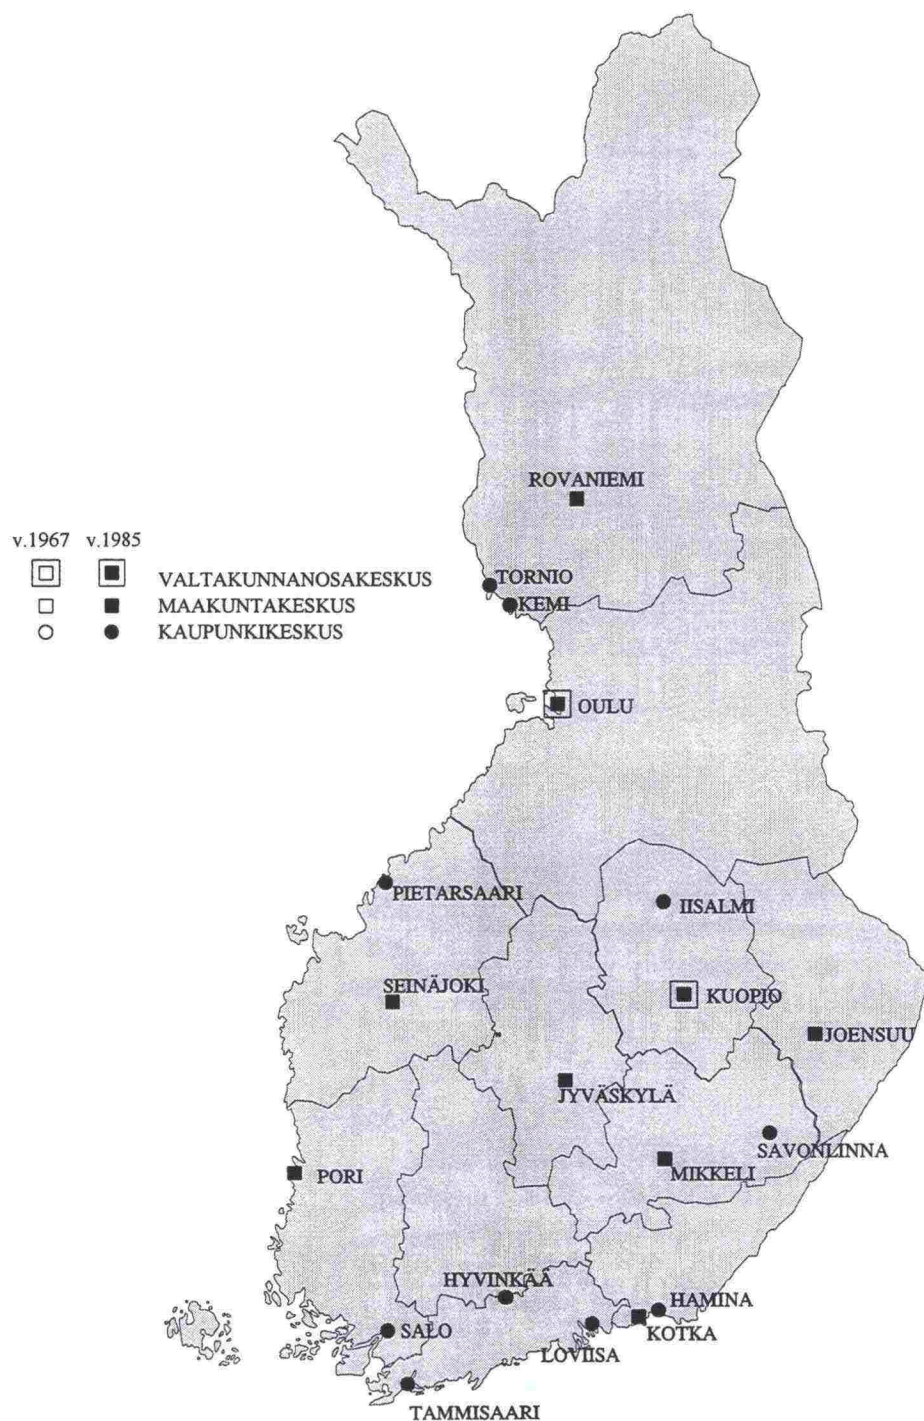 ROVANIEMI
v.1967 v.1985
VALTAKUNNANOSAKESKUS
MAAKUNTAKESKUS
KAUPUNKIKESKUS
TORNIO
KEMI
OULU
PIETARSAARI
IISALMI
SEINÄJOKI
KUOPIO
JOENSUU
JYVÄSKYLÄ
SAVONLINNA
MIKKELI
PORI
HYVINKÄÄ
HAMINA
SALO
KOTKA
LOVIISA
TAMMISAARI